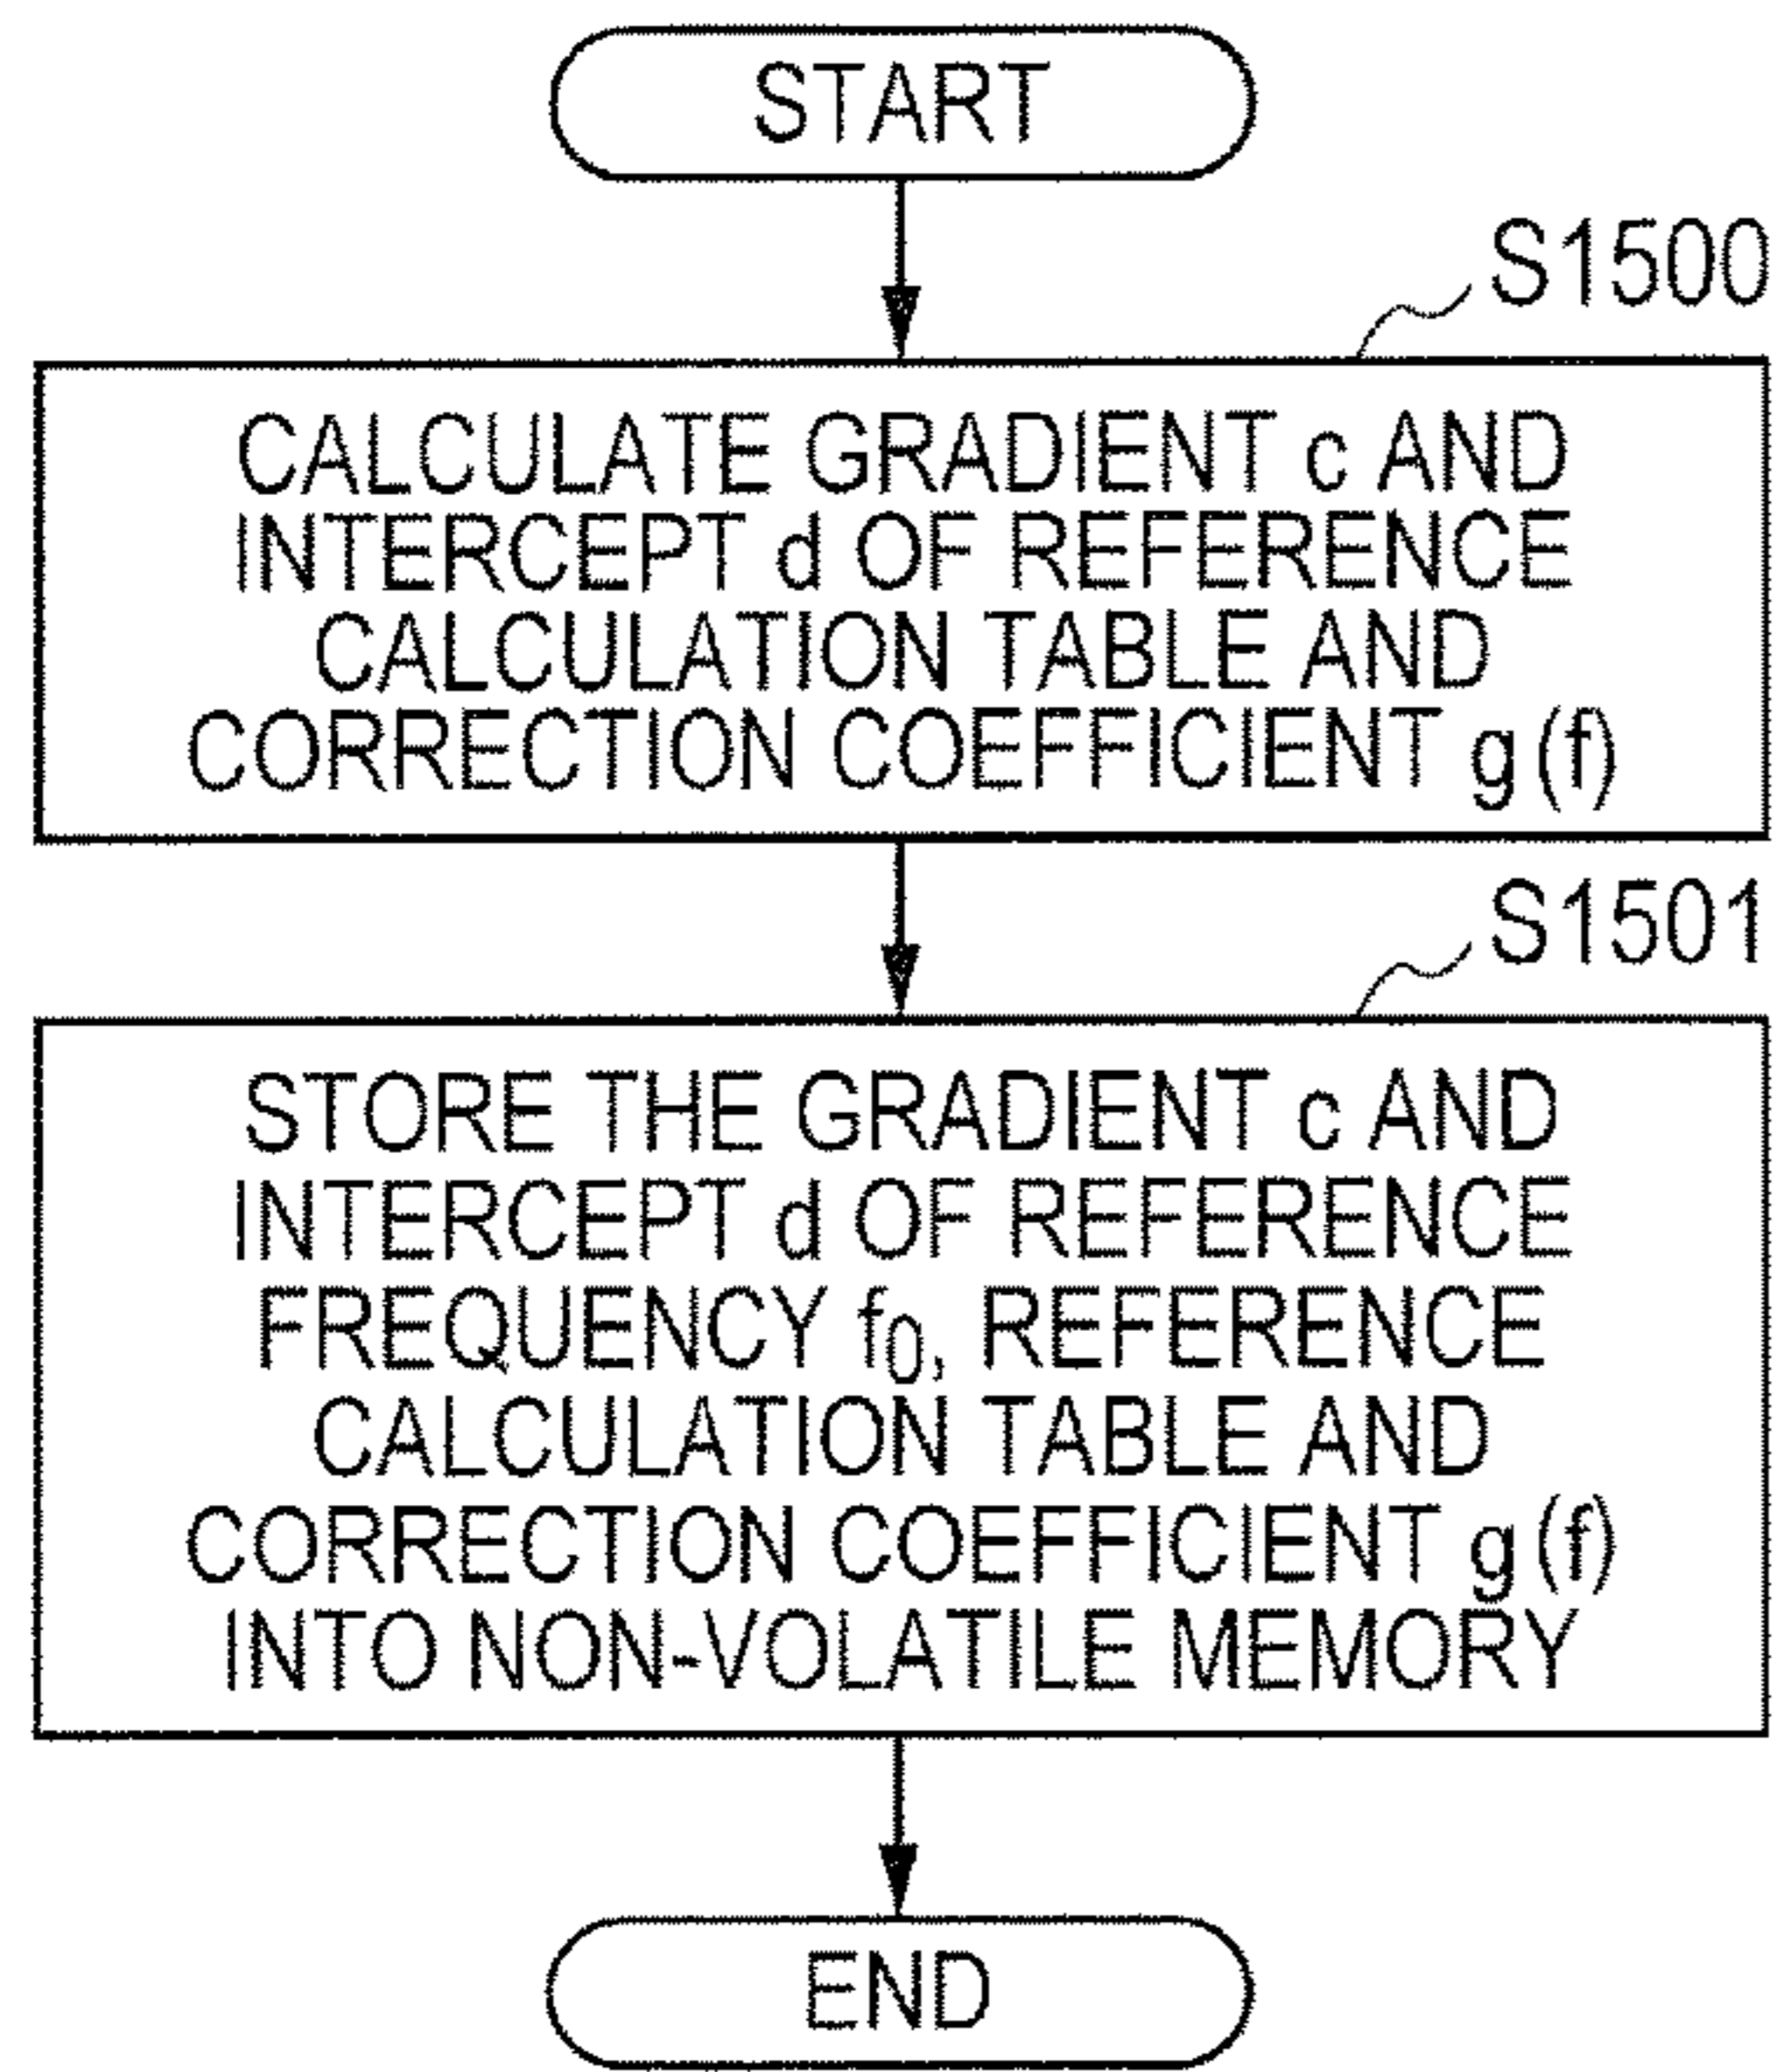 START
S1500
CALCULATE GRADIENT c AND
INTERCEPT d OF REFERENCE
CALCULATION TABLE AND
CORRECTION COEFFICIENT g (f)
S1501
STORE THE GRADIENT c AND
INTERCEPT d OF REFERENCE
FREQUENCY f₀, REFERENCE
CALCULATION TABLE AND
CORRECTION COEFFICIENT g (f)
INTO NON-VOLATILE MEMORY
END